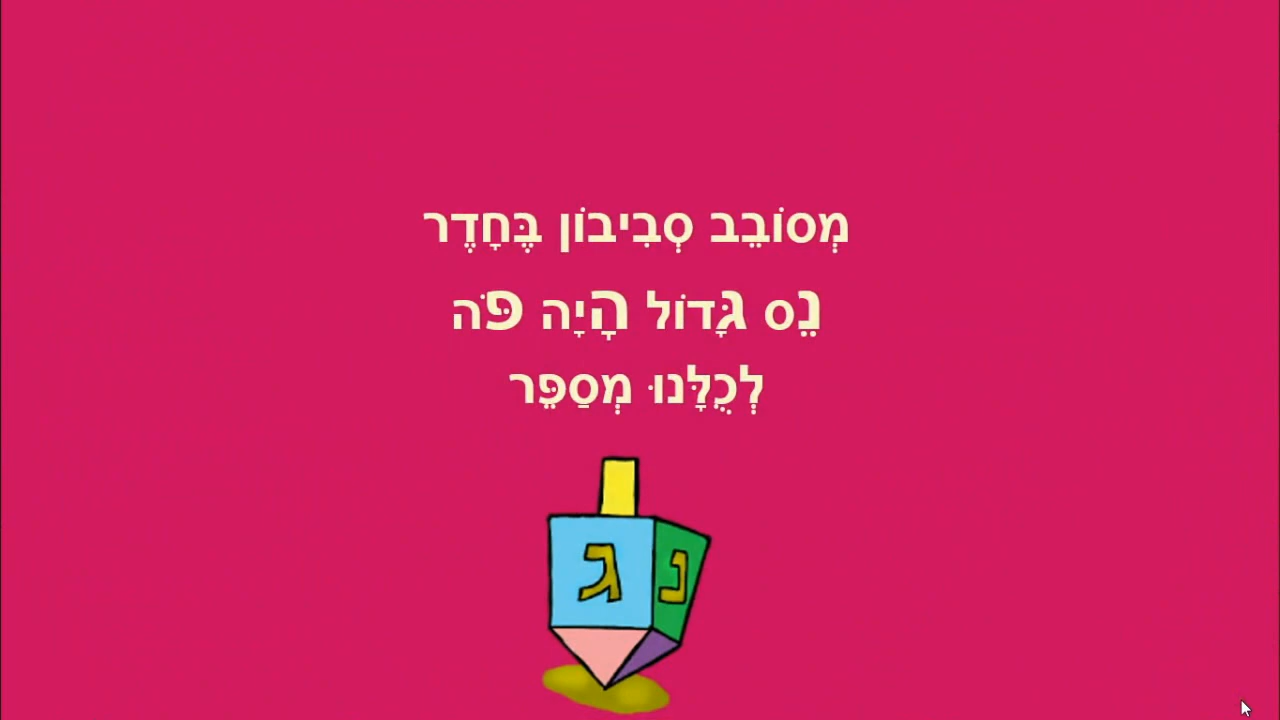 מְסוֹבֵב סְבִיבוֹן בֶּחָדֶר
נֵס גָּדוֹל הָיָה פֹּה
לְכֻלָּנוּ מְסַפֵּר
ג נ